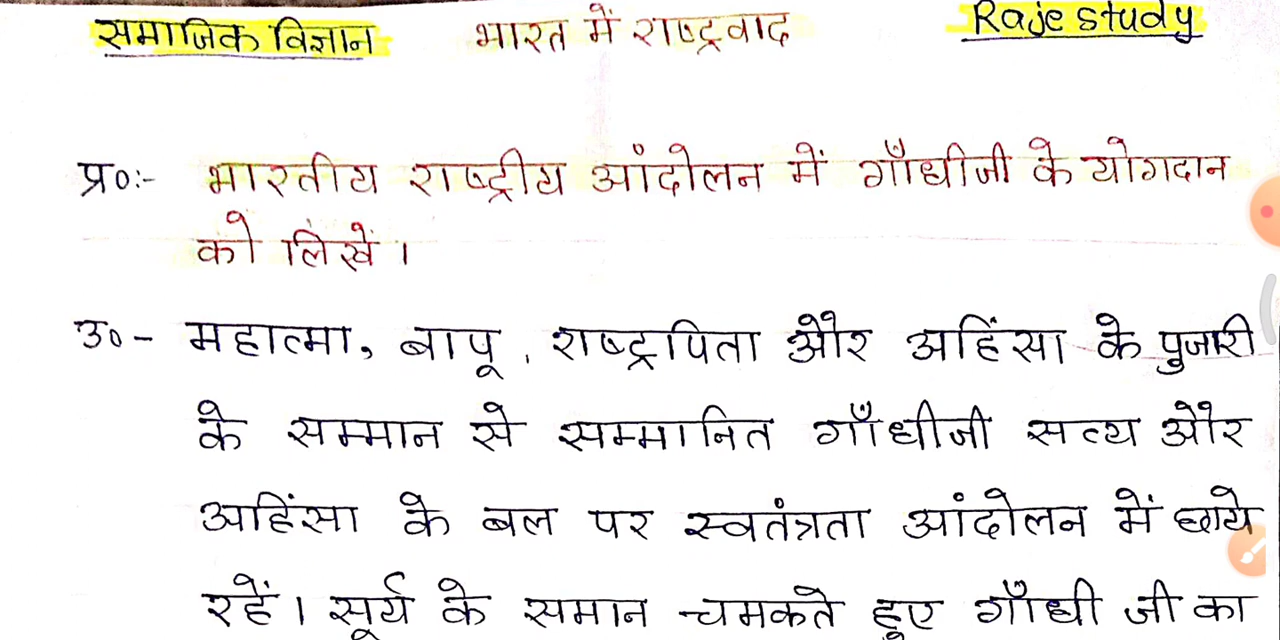 समाजिक विज्ञान भारत में राष्ट्रवाद Raje study
प्र०:- भारतीय राष्ट्रीय आंदोलन में गाँधीजी के योगदान
को लिखें।
उ०- महात्मा, बापू, राष्ट्रपिता और अहिंसा के पुजारी
के सम्मान से सम्मानित गाँधीजी सत्य और
अहिंसा के बल पर स्वतंत्रता आंदोलन में छाये
रहें। सूर्य के समान चमकते हुए गाँधी जी का